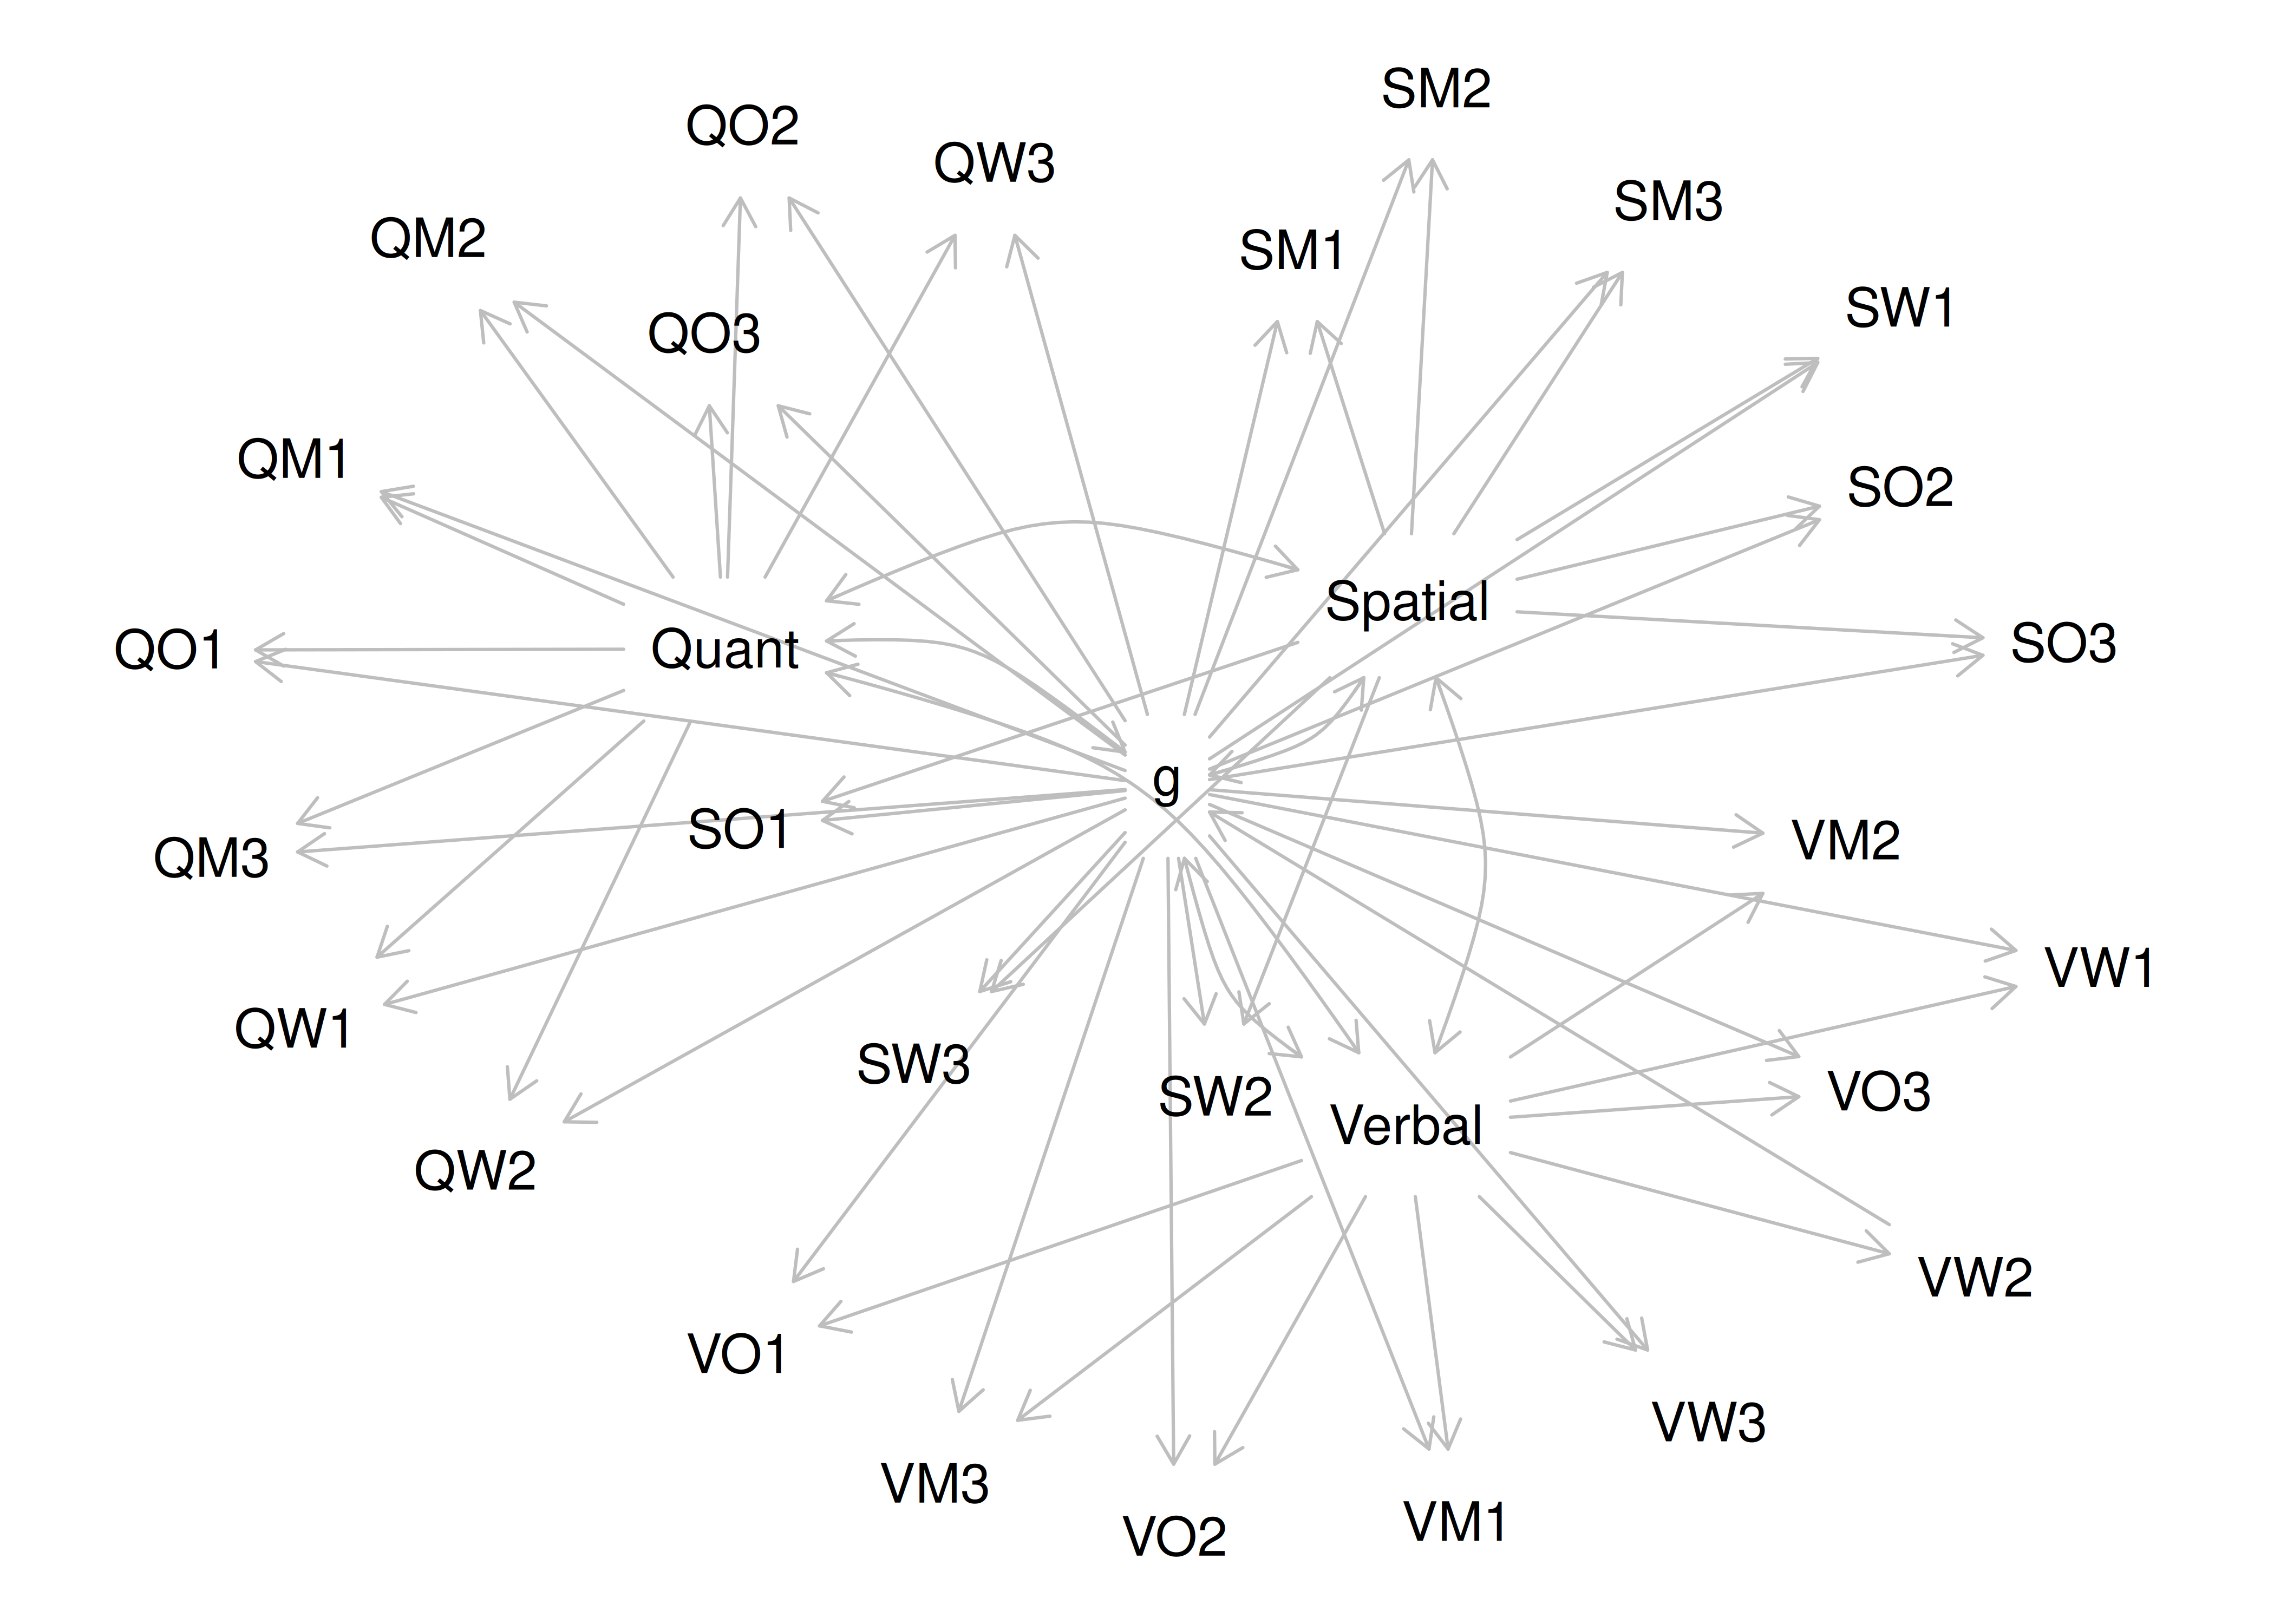 SM2
QO2
QW3
SM3
QM2
SM1
SW1
QO3
QM1
SO2
Spatial
QO1
Quant
SO3
g
SO1
VM2
QM3
VW1
QW1
SW3
VO3
SW2
Verbal
QW2
VW2
VO1
VW3
VM3
VM1
VO2